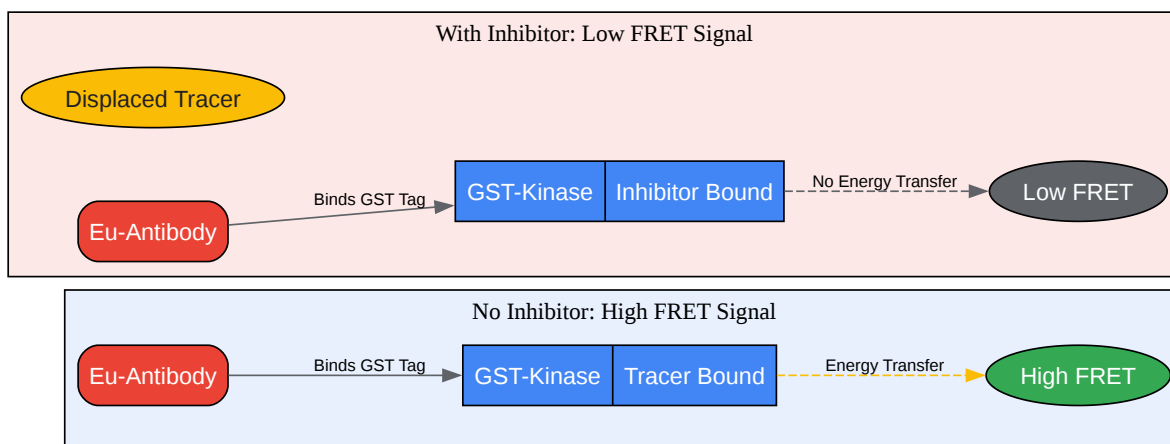 With Inhibitor: Low FRET Signal
Displaced Tracer
Eu-Antibody
Binds GST Tag
GST-Kinase
Inhibitor Bound
No Energy Transfer
Low FRET
No Inhibitor: High FRET Signal
Eu-Antibody
Binds GST Tag
GST-Kinase
Tracer Bound
Energy Transfer
High FRET